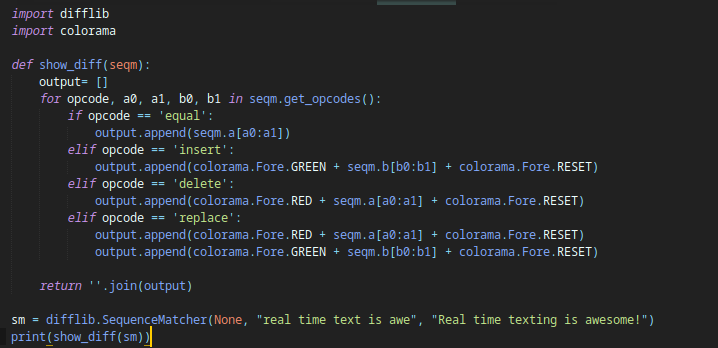 import difflib
import colorama
def show_diff(seqm):
output= []
for opcode, a0, a1, b0, b1 in seqm.get_opcodes():
if opcode == 'equal':
output.append(seqm.a[a0:a1])
elif opcode == 'insert':
output.append(colorama.Fore.GREEN + seqm.b[b0:b1] + colorama.Fore.RESET)
elif opcode == 'delete':
output.append(colorama.Fore.RED + seqm.a[a0:a1] + colorama.Fore.RESET)
elif opcode == 'replace':
output.append(colorama.Fore.RED + seqm.a[a0:a1] + colorama.Fore.RESET)
output.append(colorama.Fore.GREEN + seqm.b[b0:b1] + colorama.Fore.RESET)
return ''.join(output)
sm = difflib.SequenceMatcher(None, "real time text is awe", "Real time texting is awesome!")
print(show_diff(sm))